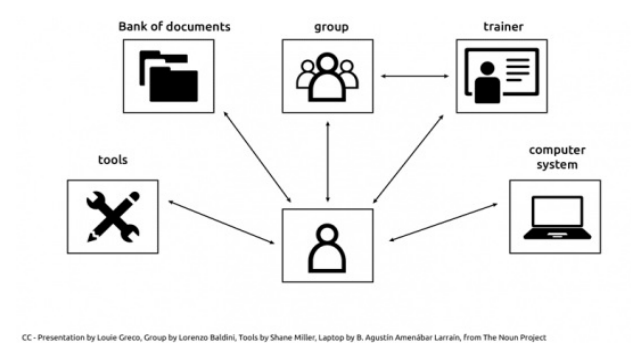 Bank of documents
group
trainer
tools
computer
system
CC - Presentation by Louie Greco, Group by Lorenzo Baldini, Tools by Shane Miller, Laptop by B. Agustín Amenábar Larraín, from The Noun Project